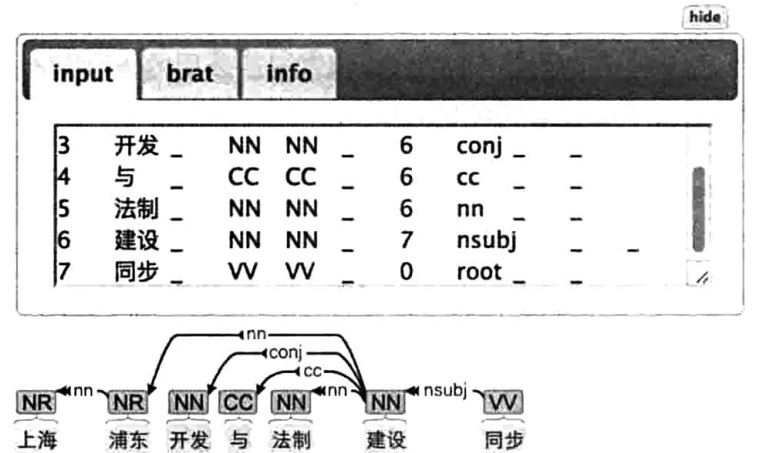 hide
input brat info
3 开发 _ NN NN _ 6 conj _ _
4 与 _ CC CC _ 6 cc _ _
5 法制 _ NN NN _ 6 nn _ _
6 建设 _ NN NN _ 7 nsubj _ _
7 同步 _ VV VV _ 0 root _ _
nn
conj
cc
nn nn nsubj
NR NR NN CC NN NN VV
上海 浦东 开发 与 法制 建设 同步